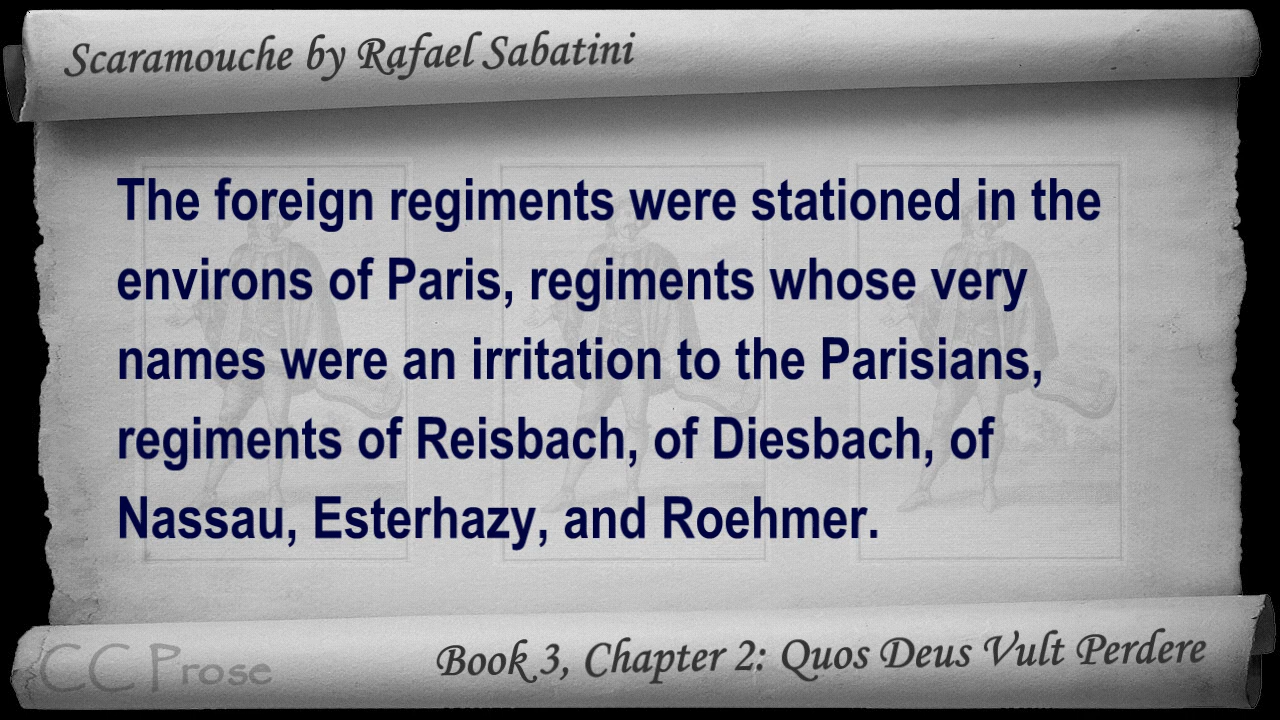 Scaramouche by Rafael Sabatini
The foreign regiments were stationed in the
environs of Paris, regiments whose very
names were an irritation to the Parisians,
regiments of Reisbach, of Diesbach, of
Nassau, Esterhazy, and Roehmer.
CC Prose
Book 3, Chapter 2: Quos Deus Vult Perdere